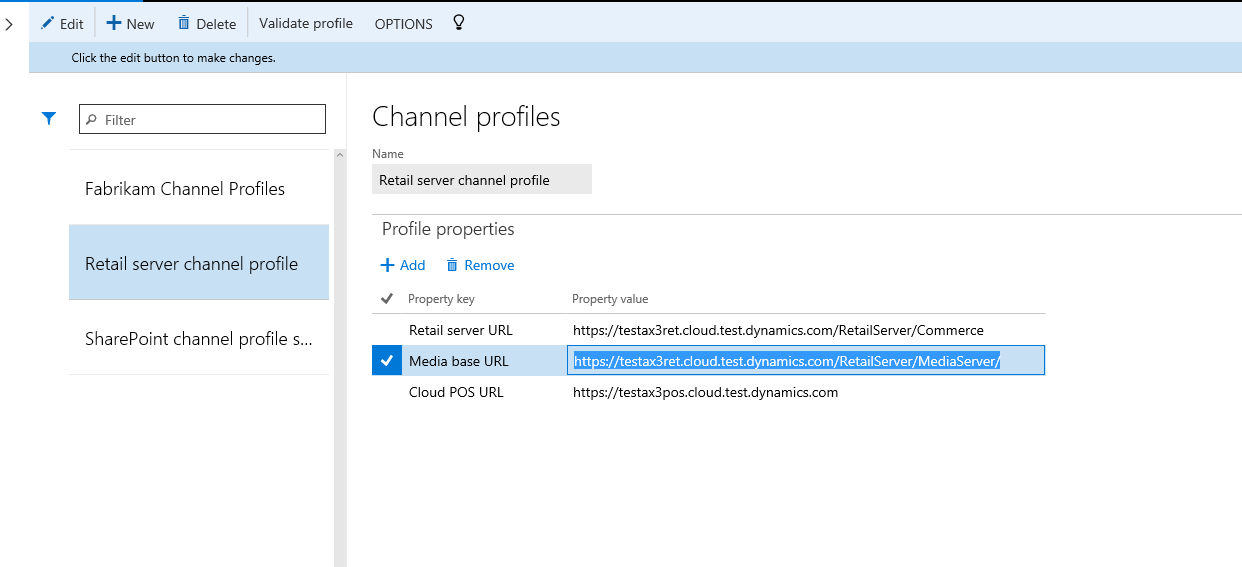 Edit New Delete Validate profile OPTIONS
Click the edit button to make changes.
Filter
Fabrikam Channel Profiles
Retail server channel profile
SharePoint channel profile s...
Channel profiles
Name
Retail server channel profile
Profile properties
Add Remove
Property key Property value
Retail server URL https://testax3ret.cloud.test.dynamics.com/RetailServer/Commerce
Media base URL https://testax3ret.cloud.test.dynamics.com/RetailServer/MediaServer/
Cloud POS URL https://testax3pos.cloud.test.dynamics.com